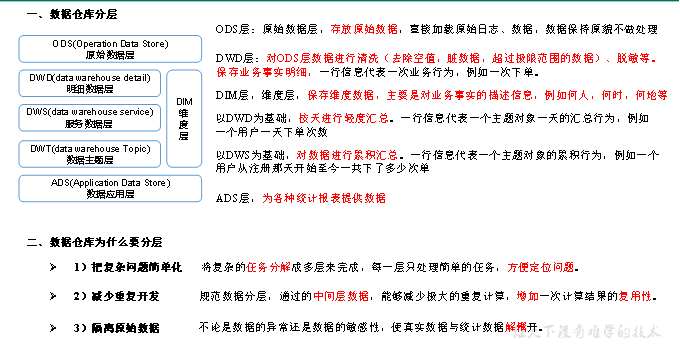 一、数据仓库分层
ODS(Operation Data Store)
原始数据层
DWD(data warehouse detail)
明细数据层
DWS(data warehouse service)
服务数据层
DWT(data warehouse Topic)
数据主题层
ADS(Application Data Store)
数据应用层
DIM
维
度
层
ODS层：原始数据层，存放原始数据，直接加载原始日志、数据，数据保持原貌不做处理
DWD层：对ODS层数据进行清洗（去除空值，脏数据，超过极限范围的数据）、脱敏等。
保存业务事实明细，一行信息代表一次业务行为，例如一次下单。
DIM层，维度层，保存维度数据，主要是对业务事实的描述信息，例如何人，何时，何地等
以DWD为基础，按天进行轻度汇总。一行信息代表一个主题对象一天的汇总行为，例如
一个用户一天下单次数
以DWS为基础，对数据进行累积汇总。一行信息代表一个主题对象的累积行为，例如一个
用户从注册那天开始至今一共下了多少次单
ADS层，为各种统计报表提供数据
二、数据仓库为什么要分层
➤ 1）把复杂问题简单化 将复杂的任务分解成多层来完成，每一层只处理简单的任务，方便定位问题。
➤ 2）减少重复开发 规范数据分层，通过的中间层数据，能够减少极大的重复计算，增加一次计算结果的复用性。
➤ 3）隔离原始数据 不论是数据的异常还是数据的敏感性，使真实数据与统计数据解耦开。
让天下没有难学的技术